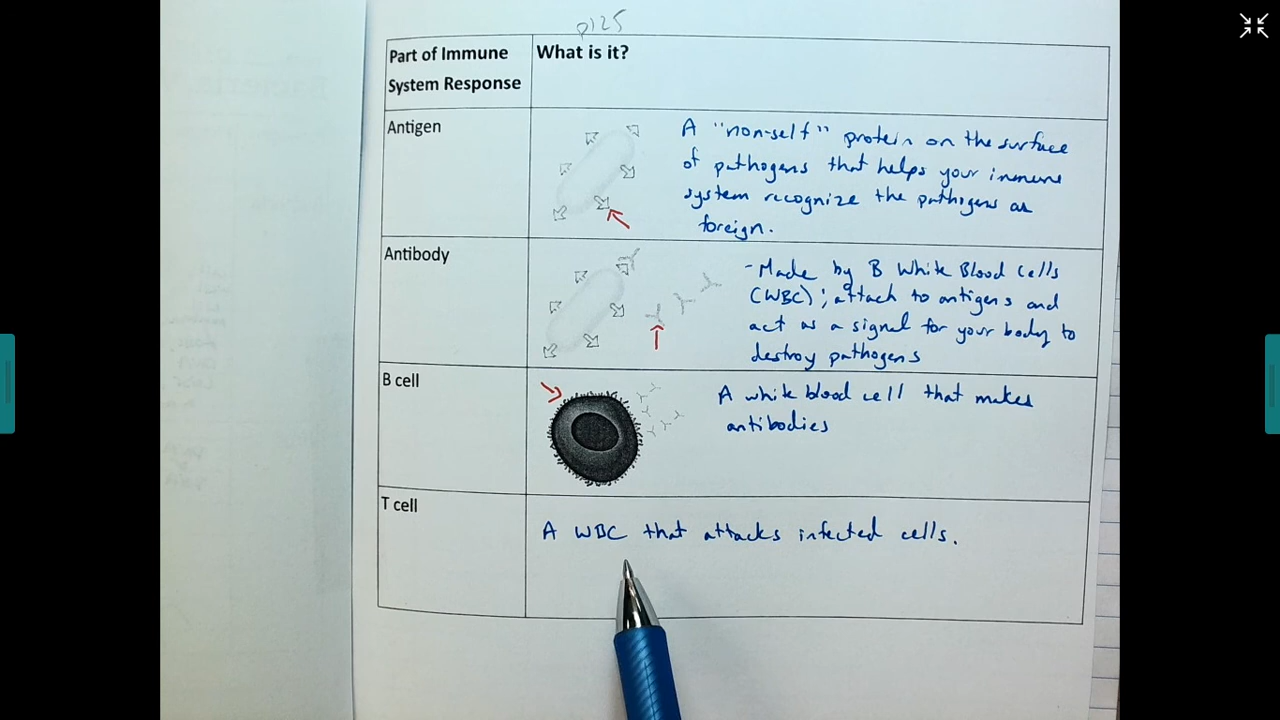 p125
Part of Immune
System Response
What is it?
Antigen
A "non-self" protein on the surface
of pathogens that helps your immune
system recognize the pathogens as
foreign.
Antibody
-Made by B White Blood Cells
(WBC); attach to antigens and
act as a signal for your body to
destroy pathogens
B cell
A white blood cell that makes
antibodies
T cell
A WBC that attacks infected cells.